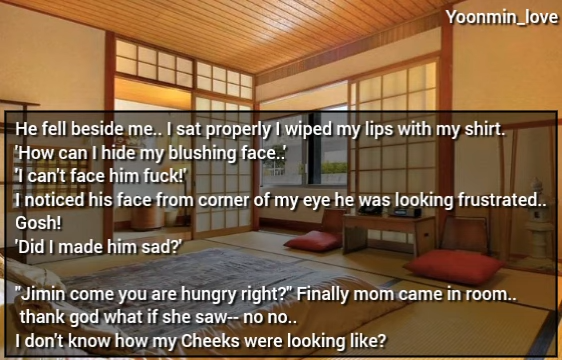 Yoonmin_love
He fell beside me.. I sat properly I wiped my lips with my shirt.
'How can I hide my blushing face..'
'I can't face him fuck!'
I noticed his face from corner of my eye he was looking frustrated..
Gosh!
'Did I made him sad?'
"Jimin come you are hungry right?" Finally mom came in room..
thank god what if she saw-- no no..
I don't know how my Cheeks were looking like?